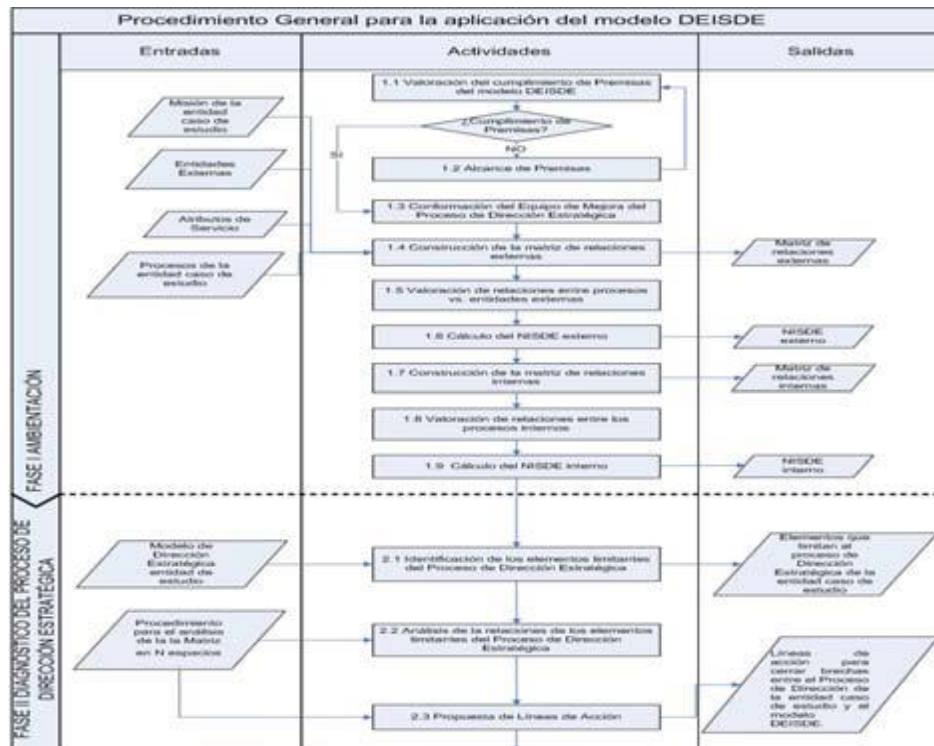 Procedimiento General para la aplicación del modelo DEISDE
Entradas
Actividades
Salidas
FASE I AMBIENTACIÓN
Misión de la
entidad
caso de
estudio
Entidades
Externas
Atributos de
Servicio
Procesos de la
entidad caso de
estudio
1.1 Valoración del cumplimiento de Premisas
del modelo DEISDE
¿Cumplimiento de
Premisas?
SI
NO
1.2 Alcance de Premisas
1.3 Conformación del Equipo de Mejora del
Proceso de Dirección Estratégica
1.4 Construcción de la matriz de relaciones
externas
1.5 Valoración de relaciones entre procesos
vs. entidades externas
1.6 Cálculo del NISDE externo
1.7 Construcción de la matriz de relaciones
internas
1.8 Valoración de relaciones entre los
procesos internos
1.9 Cálculo del NISDE interno
Matriz de
relaciones
externas
NISDE
externo
Matriz de
relaciones
internas
NISDE
interno
FASE II DIAGNÓSTICO DEL PROCESO DE
DIRECCIÓN ESTRATÉGICA
Modelo de
Dirección
Estratégica
entidad de
estudio
Procedimiento
para el análisis
de la la Matriz
en N espacios
2.1 Identificación de los elementos limitantes
del Proceso de Dirección Estratégica
2.2 Análisis de la relaciones de los elementos
limitantes del Proceso de Dirección
Estratégica
2.3 Propuesta de Líneas de Acción
Elementos que
limitan al
proceso de
Dirección
Estratégica de la
entidad caso de
estudio
Líneas de
acción para
cerrar brechas
entre el Proceso
de Dirección de
la entidad caso
de estudio y el
modelo
DEISDE.